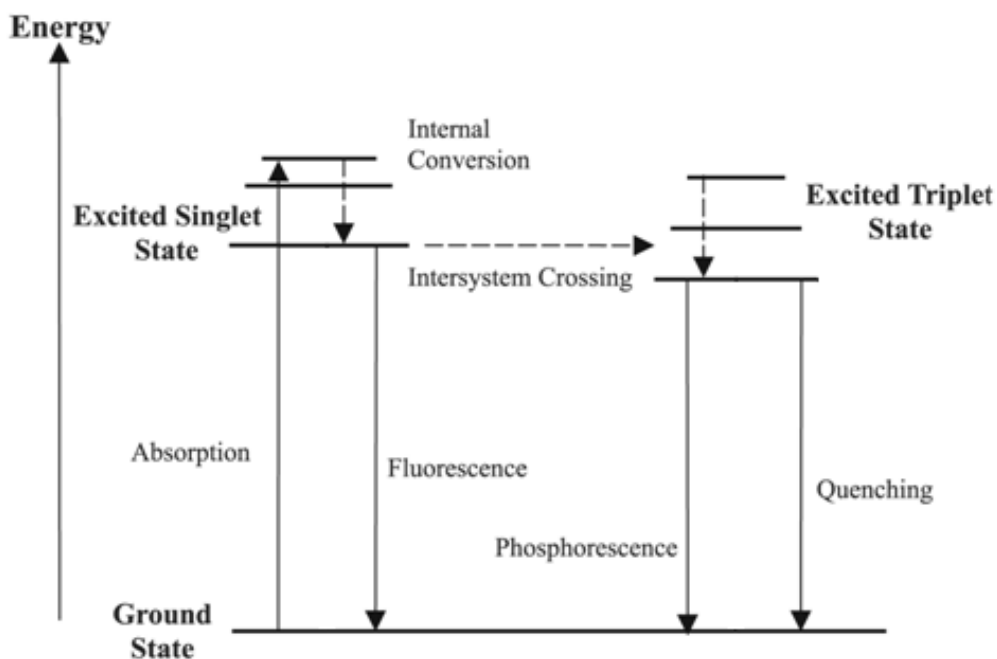 Energy
Internal
Conversion
Excited Singlet
State
Excited Triplet
State
Intersystem Crossing
Absorption
Fluorescence
Quenching
Phosphorescence
Ground
State